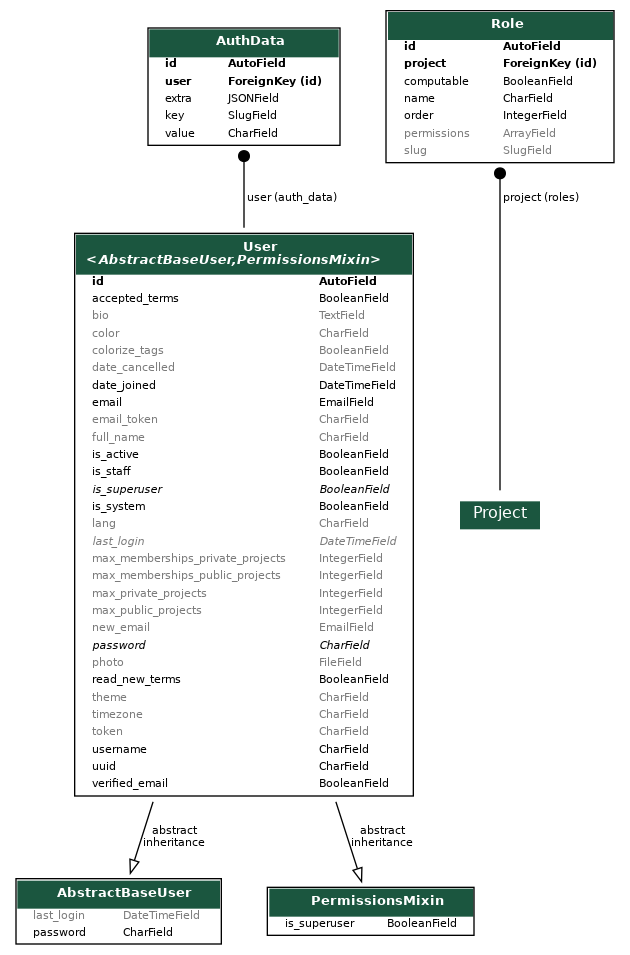 AuthData
id AutoField
user ForeignKey (id)
extra JSONField
key SlugField
value CharField
Role
id AutoField
project ForeignKey (id)
computable BooleanField
name CharField
order IntegerField
permissions ArrayField
slug SlugField
user (auth_data)
project (roles)
User
<AbstractBaseUser,PermissionsMixin>
id AutoField
accepted_terms BooleanField
bio TextField
color CharField
colorize_tags BooleanField
date_cancelled DateTimeField
date_joined DateTimeField
email EmailField
email_token CharField
full_name CharField
is_active BooleanField
is_staff BooleanField
is_superuser BooleanField
is_system BooleanField
lang CharField
last_login DateTimeField
max_memberships_private_projects IntegerField
max_memberships_public_projects IntegerField
max_private_projects IntegerField
max_public_projects IntegerField
new_email EmailField
password CharField
photo FileField
read_new_terms BooleanField
theme CharField
timezone CharField
token CharField
username CharField
uuid CharField
verified_email BooleanField
Project
abstract
inheritance
abstract
inheritance
AbstractBaseUser
last_login DateTimeField
password CharField
PermissionsMixin
is_superuser BooleanField